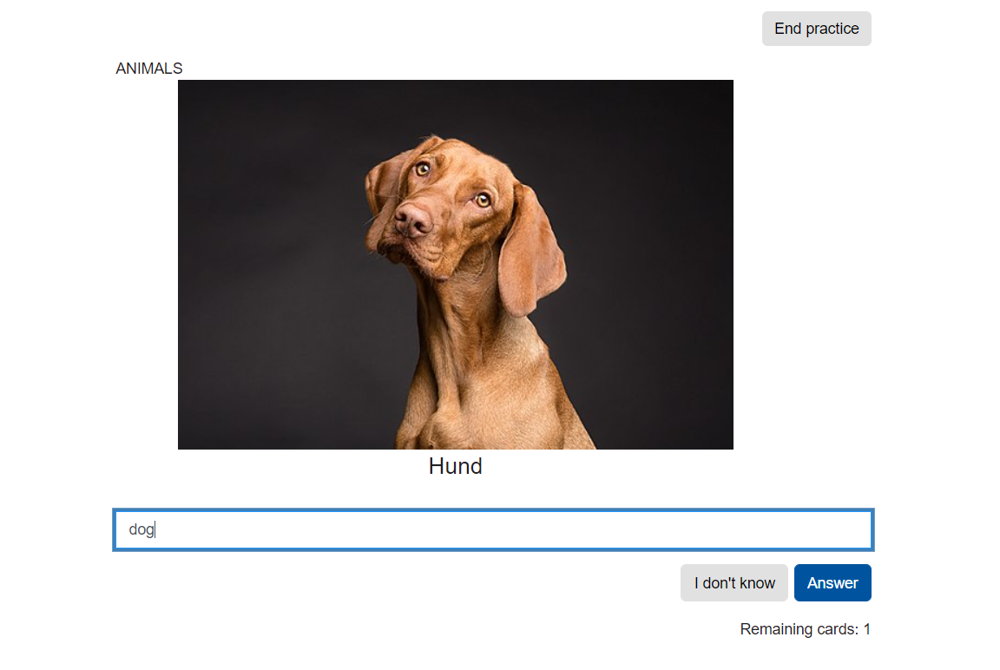 End practice
ANIMALS
Hund
dog
I don't know
Answer
Remaining cards: 1